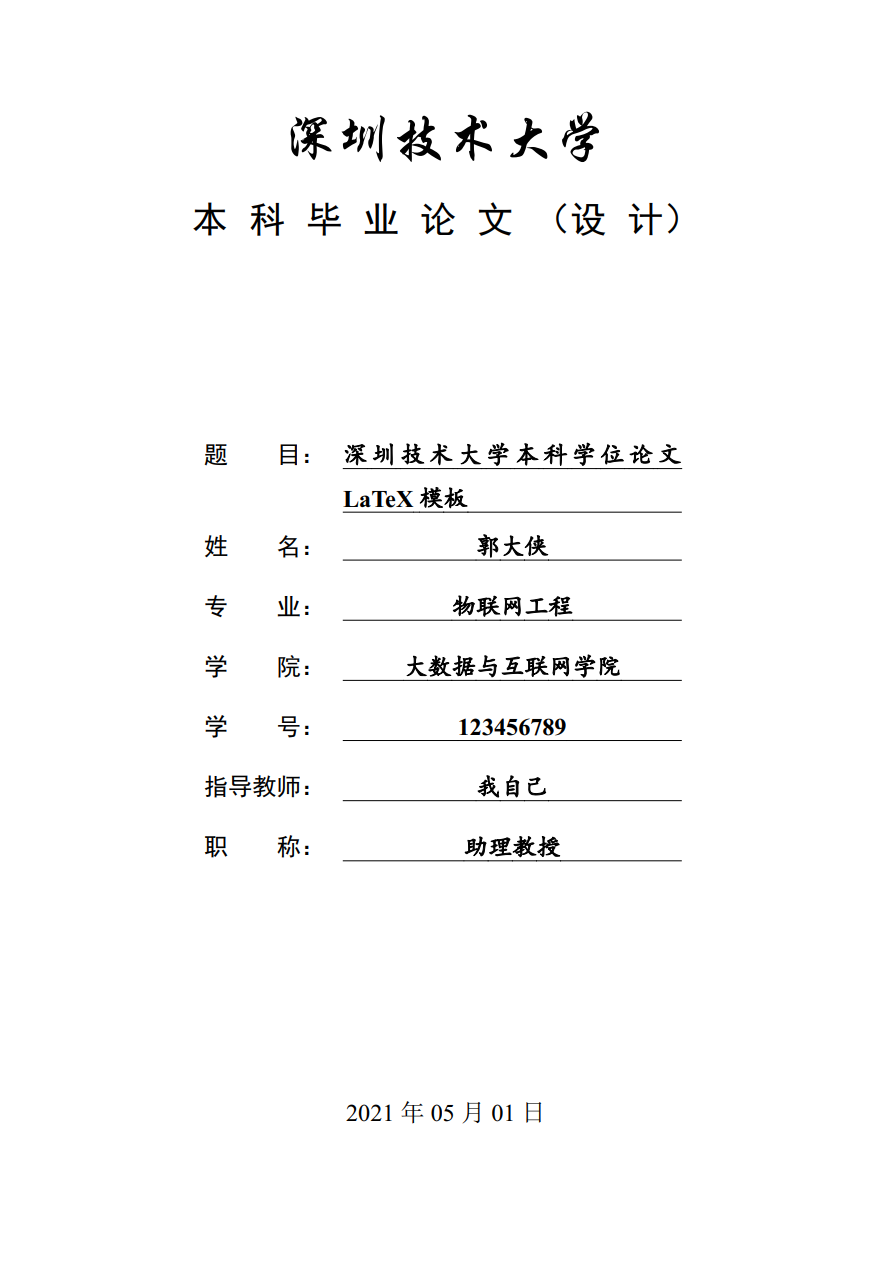 深圳技术大学
本 科 毕 业 论 文 （设 计）
题 目： 深圳技术大学本科学位论文
LaTeX 模板
姓 名： 郭大侠
专 业： 物联网工程
学 院： 大数据与互联网学院
学 号： 123456789
指导教师： 我自己
职 称： 助理教授
2021 年 05 月 01 日